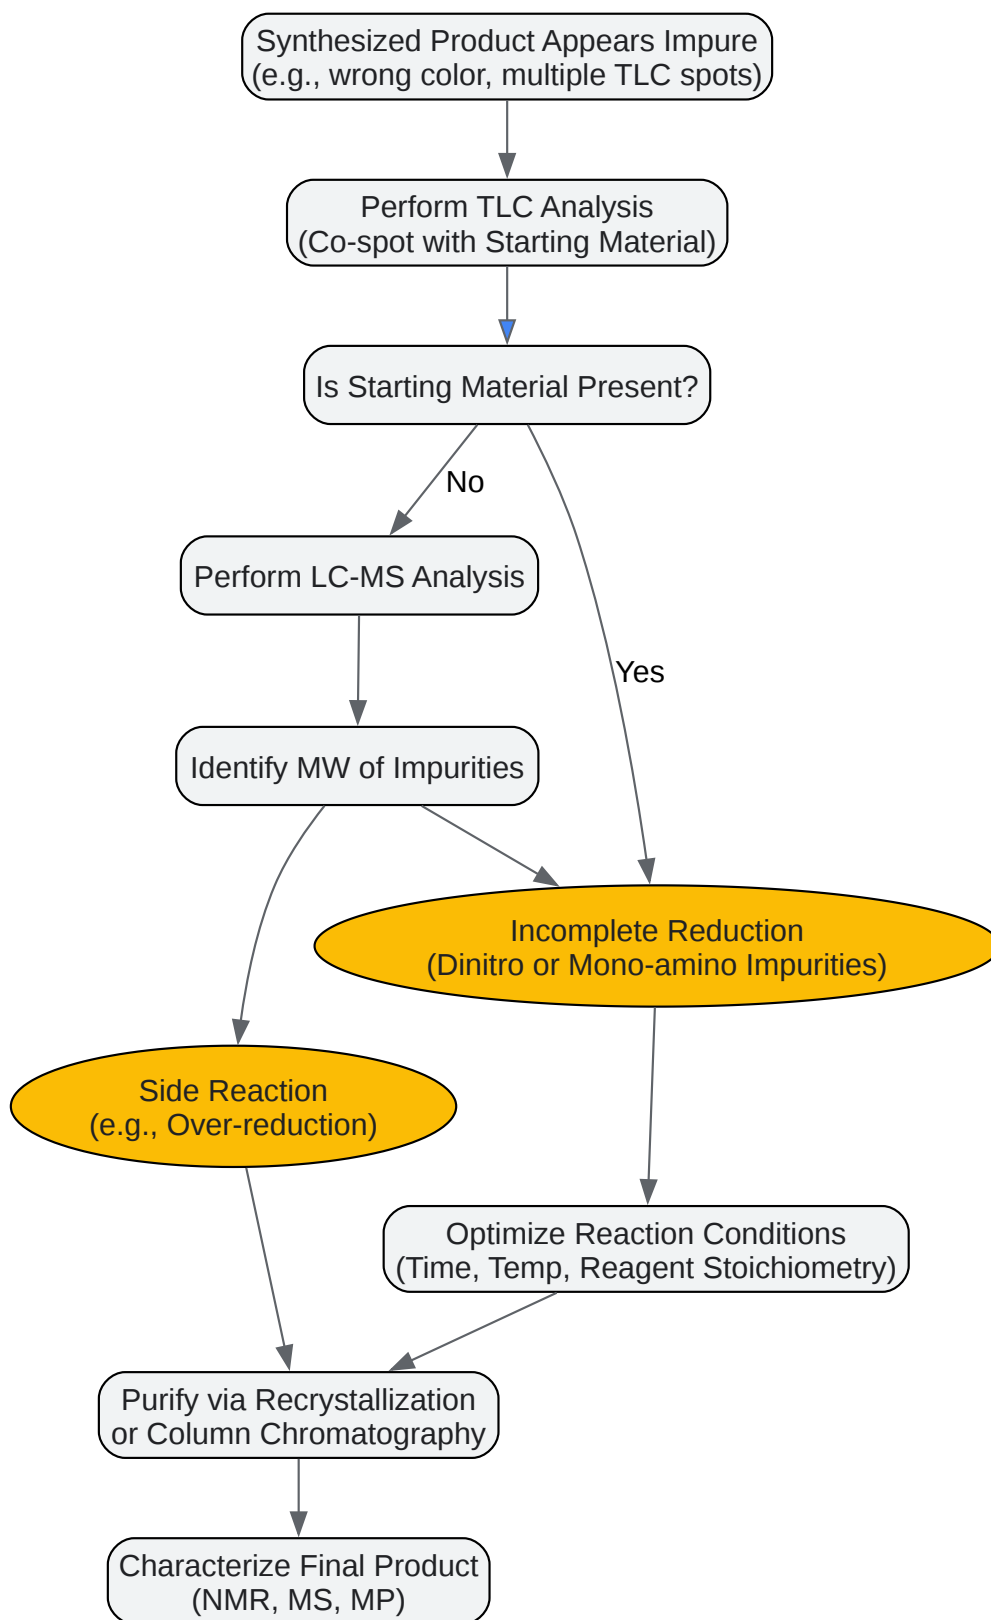 Synthesized Product Appears Impure
(e.g., wrong color, multiple TLC spots)
Perform TLC Analysis
(Co-spot with Starting Material)
Is Starting Material Present?
No
Perform LC-MS Analysis
Yes
Identify MW of Impurities
Incomplete Reduction
(Dinitro or Mono-amino Impurities)
Side Reaction
(e.g., Over-reduction)
Optimize Reaction Conditions
(Time, Temp, Reagent Stoichiometry)
Purify via Recrystallization
or Column Chromatography
Characterize Final Product
(NMR, MS, MP)